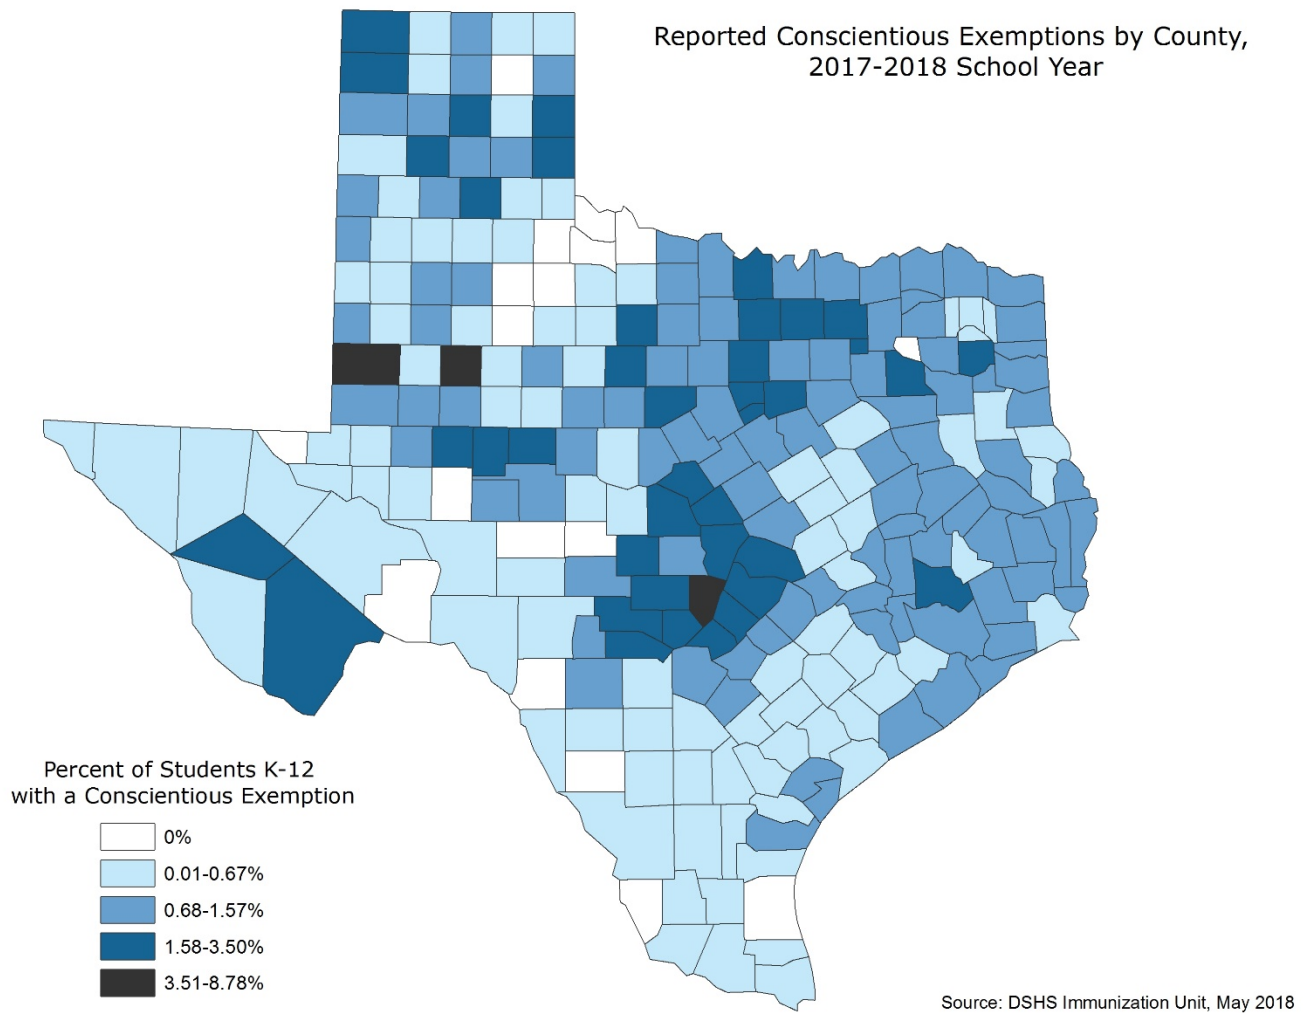 Reported Conscientious Exemptions by County,
2017-2018 School Year
Percent of Students K-12
with a Conscientious Exemption
0%
0.01-0.67%
0.68-1.57%
1.58-3.50%
3.51-8.78%
Source: DSHS Immunization Unit, May 2018